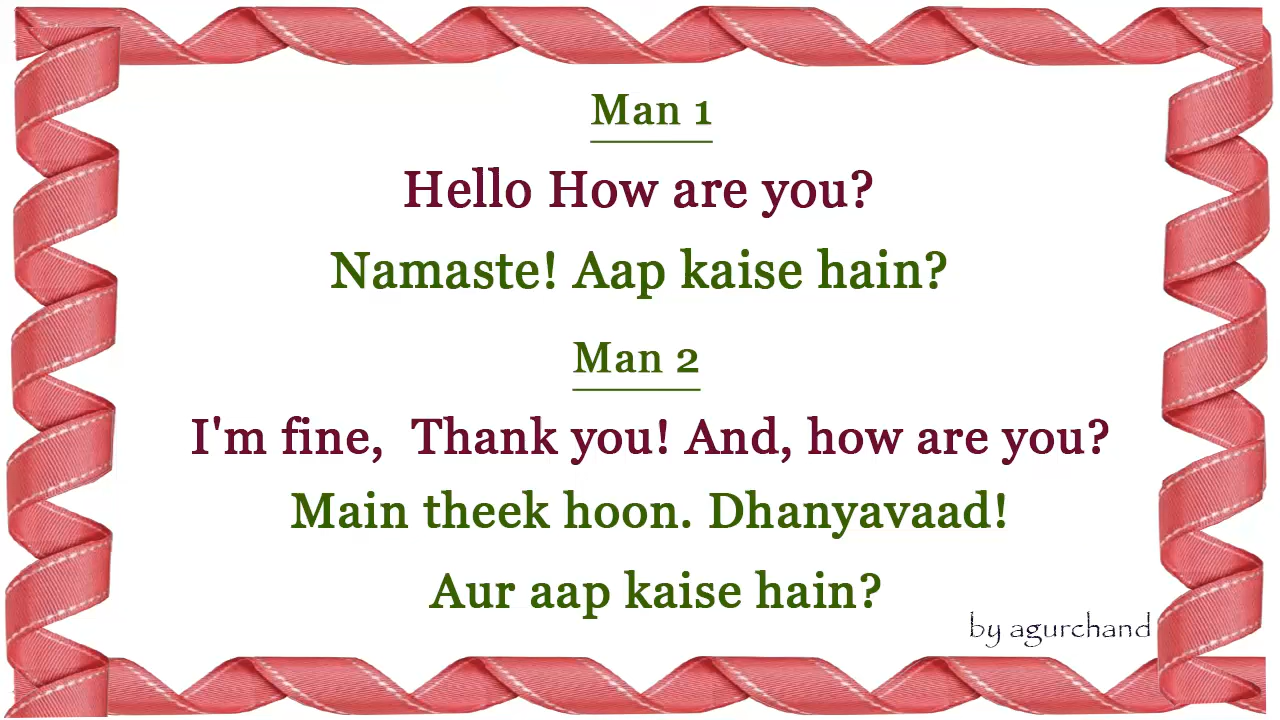 Man 1
Hello How are you?
Namaste! Aap kaise hain?
Man 2
I'm fine,  Thank you! And, how are you?
Main theek hoon. Dhanyavaad!
Aur aap kaise hain?
by agurchand